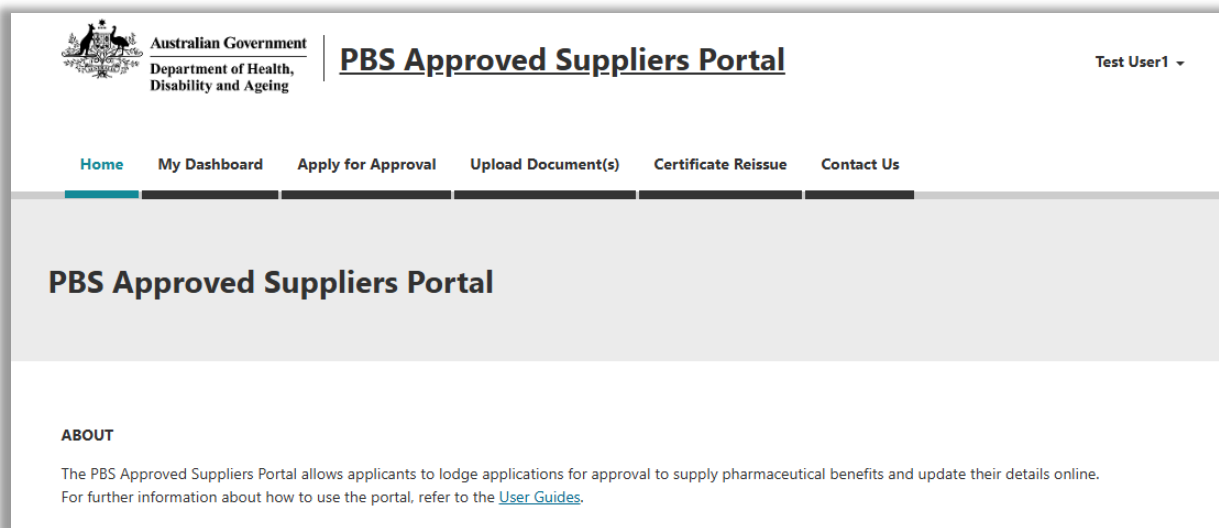 Australian Government
Department of Health,
Disability and Ageing
PBS Approved Suppliers Portal
Test User1
Home
My Dashboard
Apply for Approval
Upload Document(s)
Certificate Reissue
Contact Us
PBS Approved Suppliers Portal
ABOUT
The PBS Approved Suppliers Portal allows applicants to lodge applications for approval to supply pharmaceutical benefits and update their details online.
For further information about how to use the portal, refer to the User Guides.